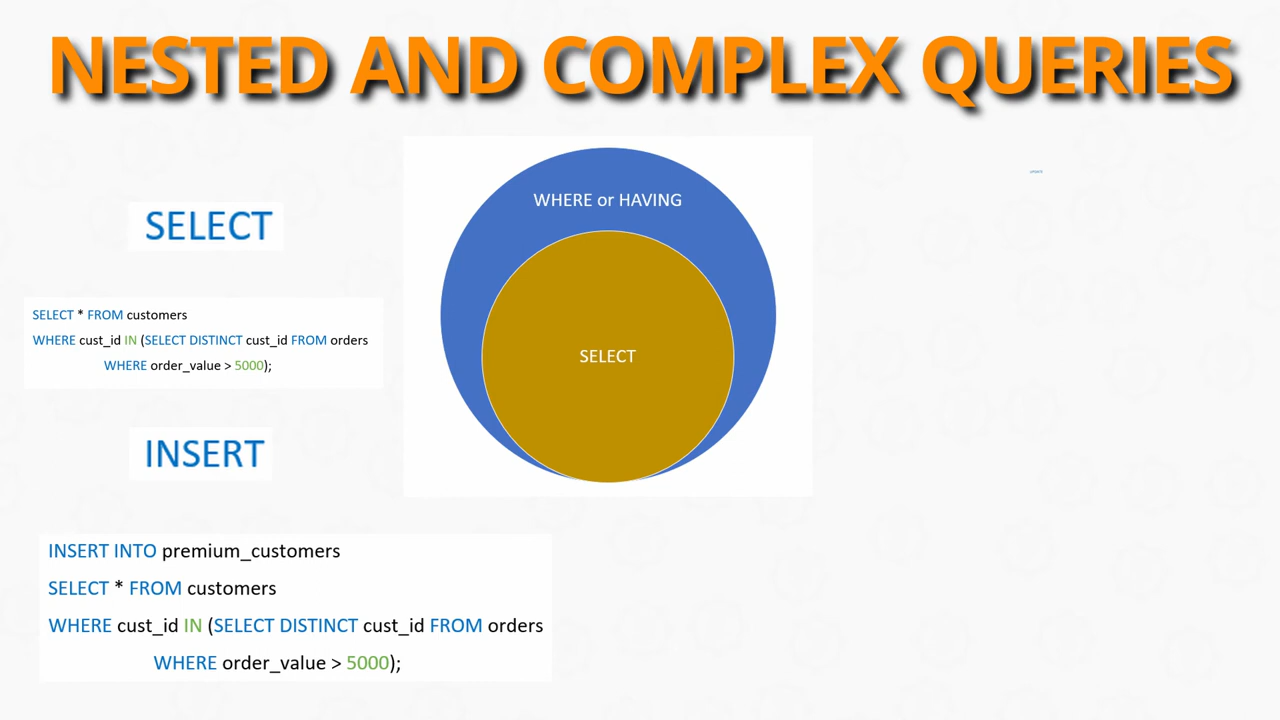 NESTED AND COMPLEX QUERIES
SELECT
SELECT * FROM customers
WHERE cust_id IN (SELECT DISTINCT cust_id FROM orders
WHERE order_value > 5000);
INSERT
INSERT INTO premium_customers
SELECT * FROM customers
WHERE cust_id IN (SELECT DISTINCT cust_id FROM orders
WHERE order_value > 5000);
WHERE or HAVING
SELECT